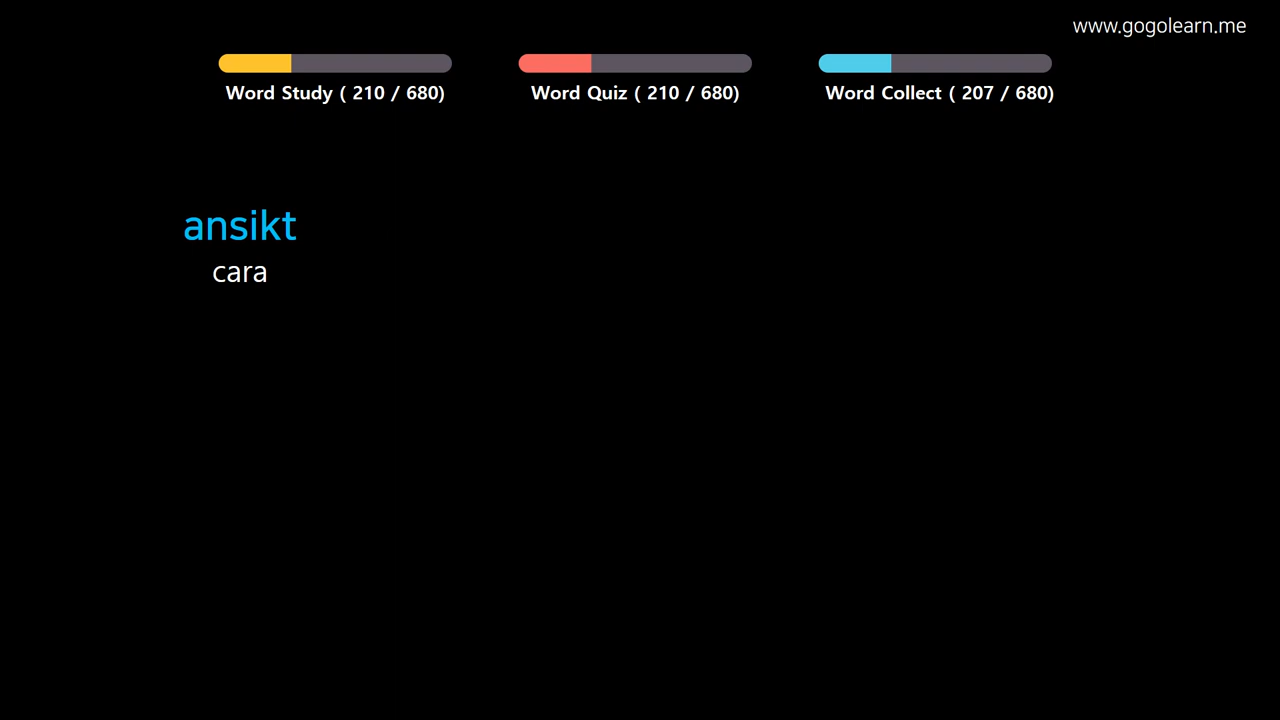 www.gogolearn.me
Word Study ( 210 / 680)
Word Quiz ( 210 / 680)
Word Collect ( 207 / 680)
ansikt
cara